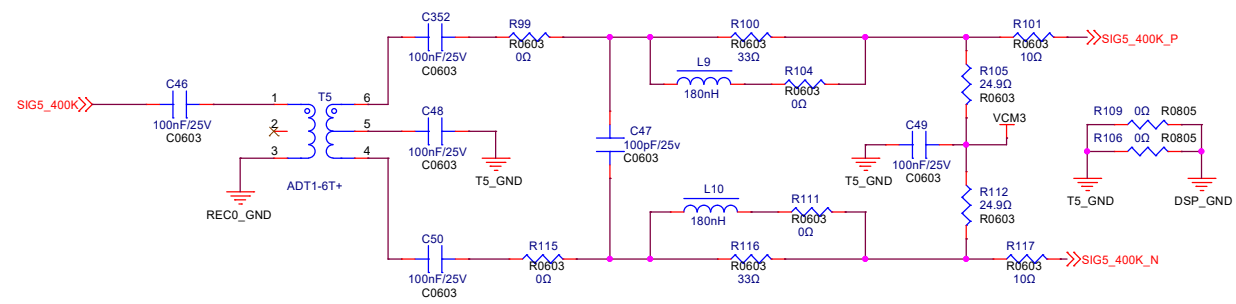 SIG5_400K
C46
100nF/25V
C0603
REC0_GND
1
2
3
T5
6
5
4
ADT1-6T+
C352
100nF/25V
C0603
C48
100nF/25V
C0603
T5_GND
C50
100nF/25V
C0603
R99
R0603
0Ω
R115
R0603
0Ω
C47
100pF/25v
C0603
R100
R0603
33Ω
L9
180nH
R104
R0603
0Ω
L10
180nH
R111
R0603
0Ω
R116
R0603
33Ω
R101
R0603
10Ω
SIG5_400K_P
R105
24.9Ω
R0603
VCM3
C49
100nF/25V
C0603
T5_GND
R112
24.9Ω
R0603
R117
R0603
10Ω
SIG5_400K_N
R109 0Ω R0805
R106 0Ω R0805
T5_GND
DSP_GND